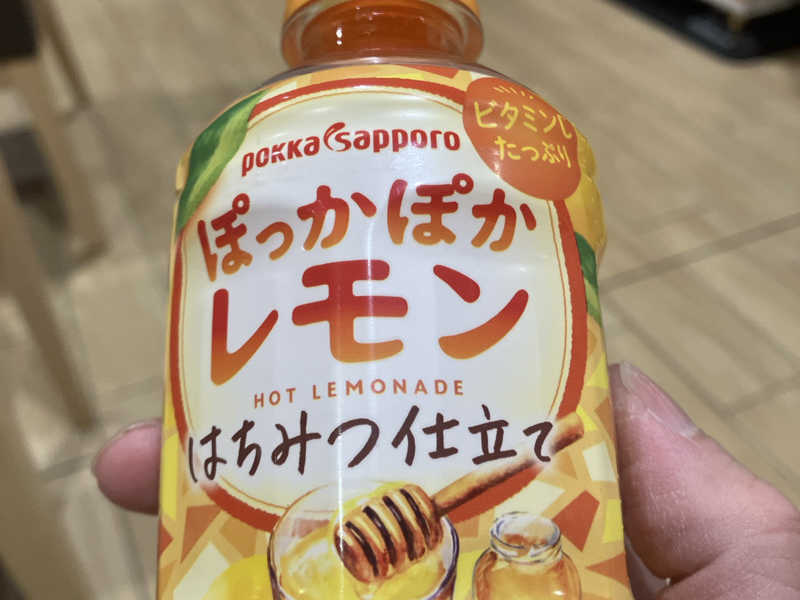 pokka sapporo
ビタミンC
たっぷり
ぽっかぽか
レモン
HOT LEMONADE
はちみつ仕立て